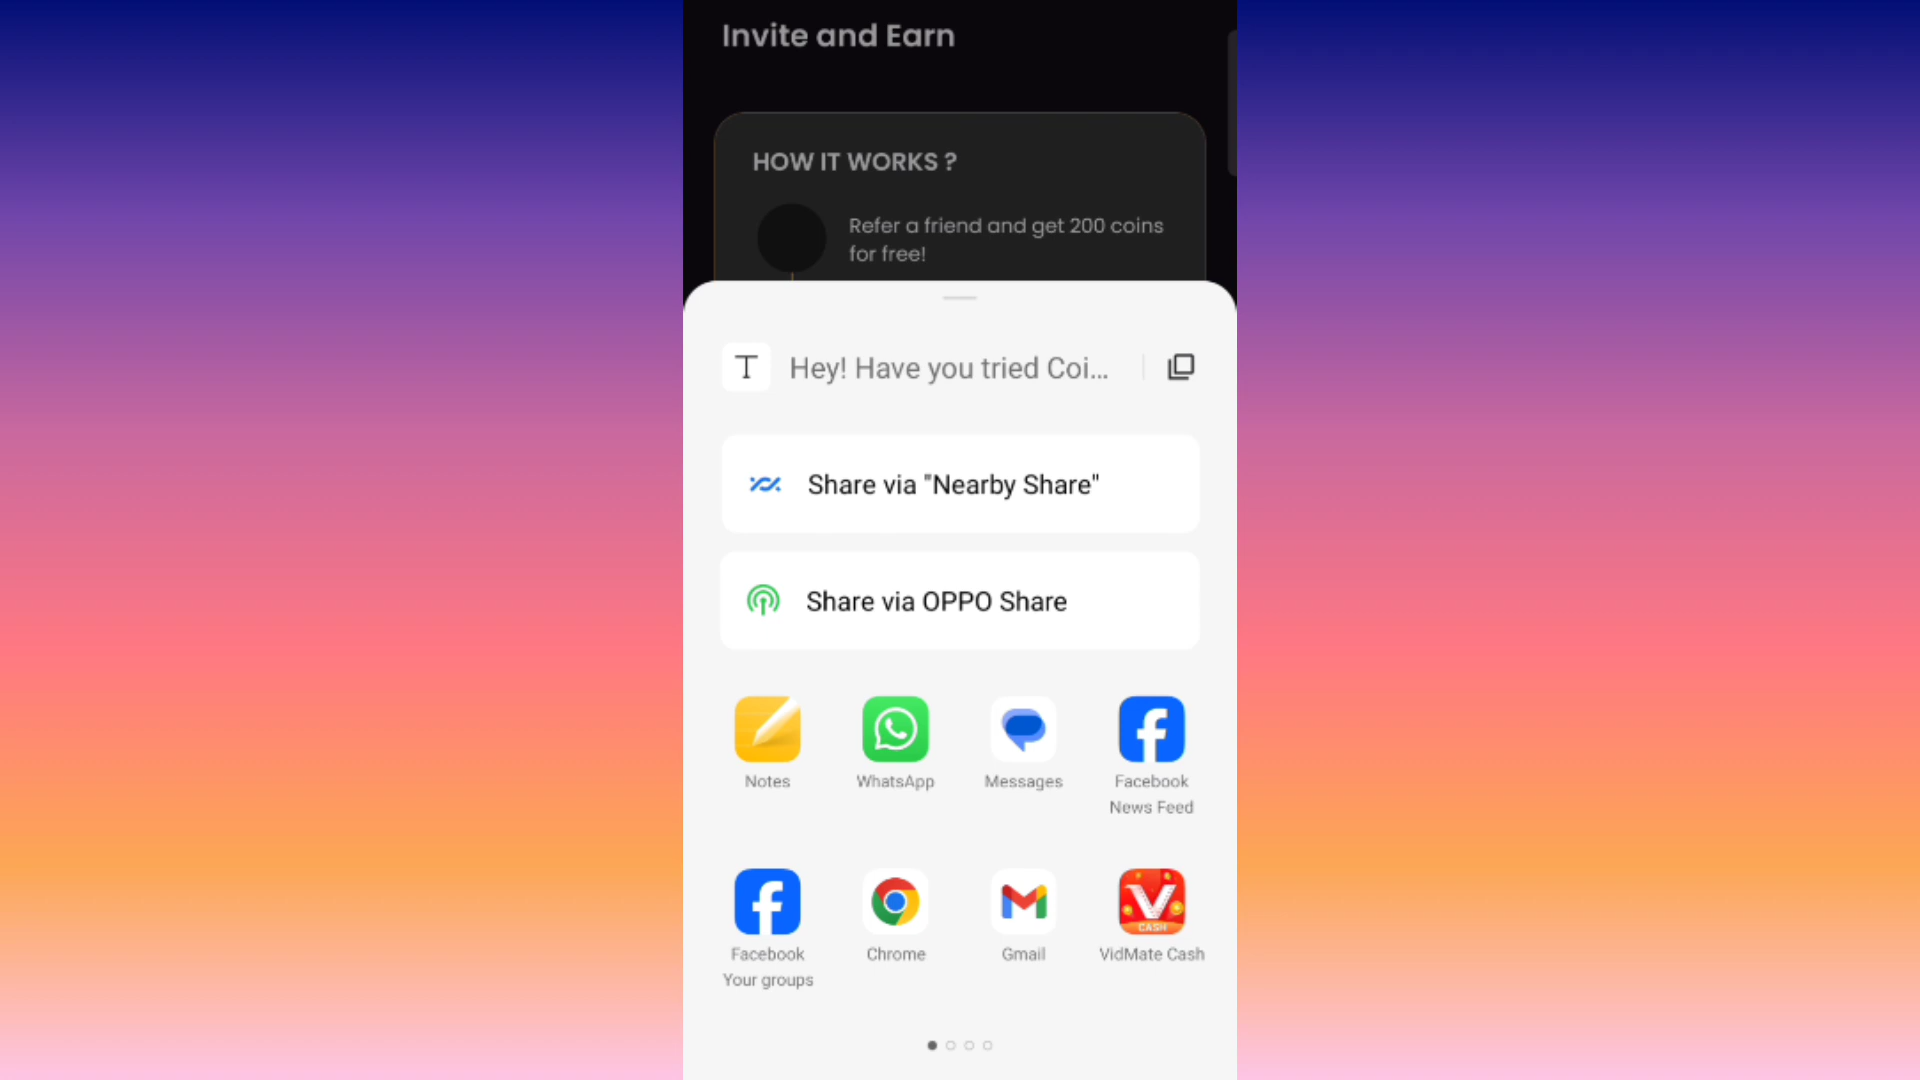 Invite and Earn
HOW IT WORKS ?
Refer a friend and get 200 coins
for free!
T Hey! Have you tried Coi...
Share via "Nearby Share"
Share via OPPO Share
Notes WhatsApp Messages Facebook
News Feed
CASH
Facebook Chrome Gmail VidMate Cash
Your groups